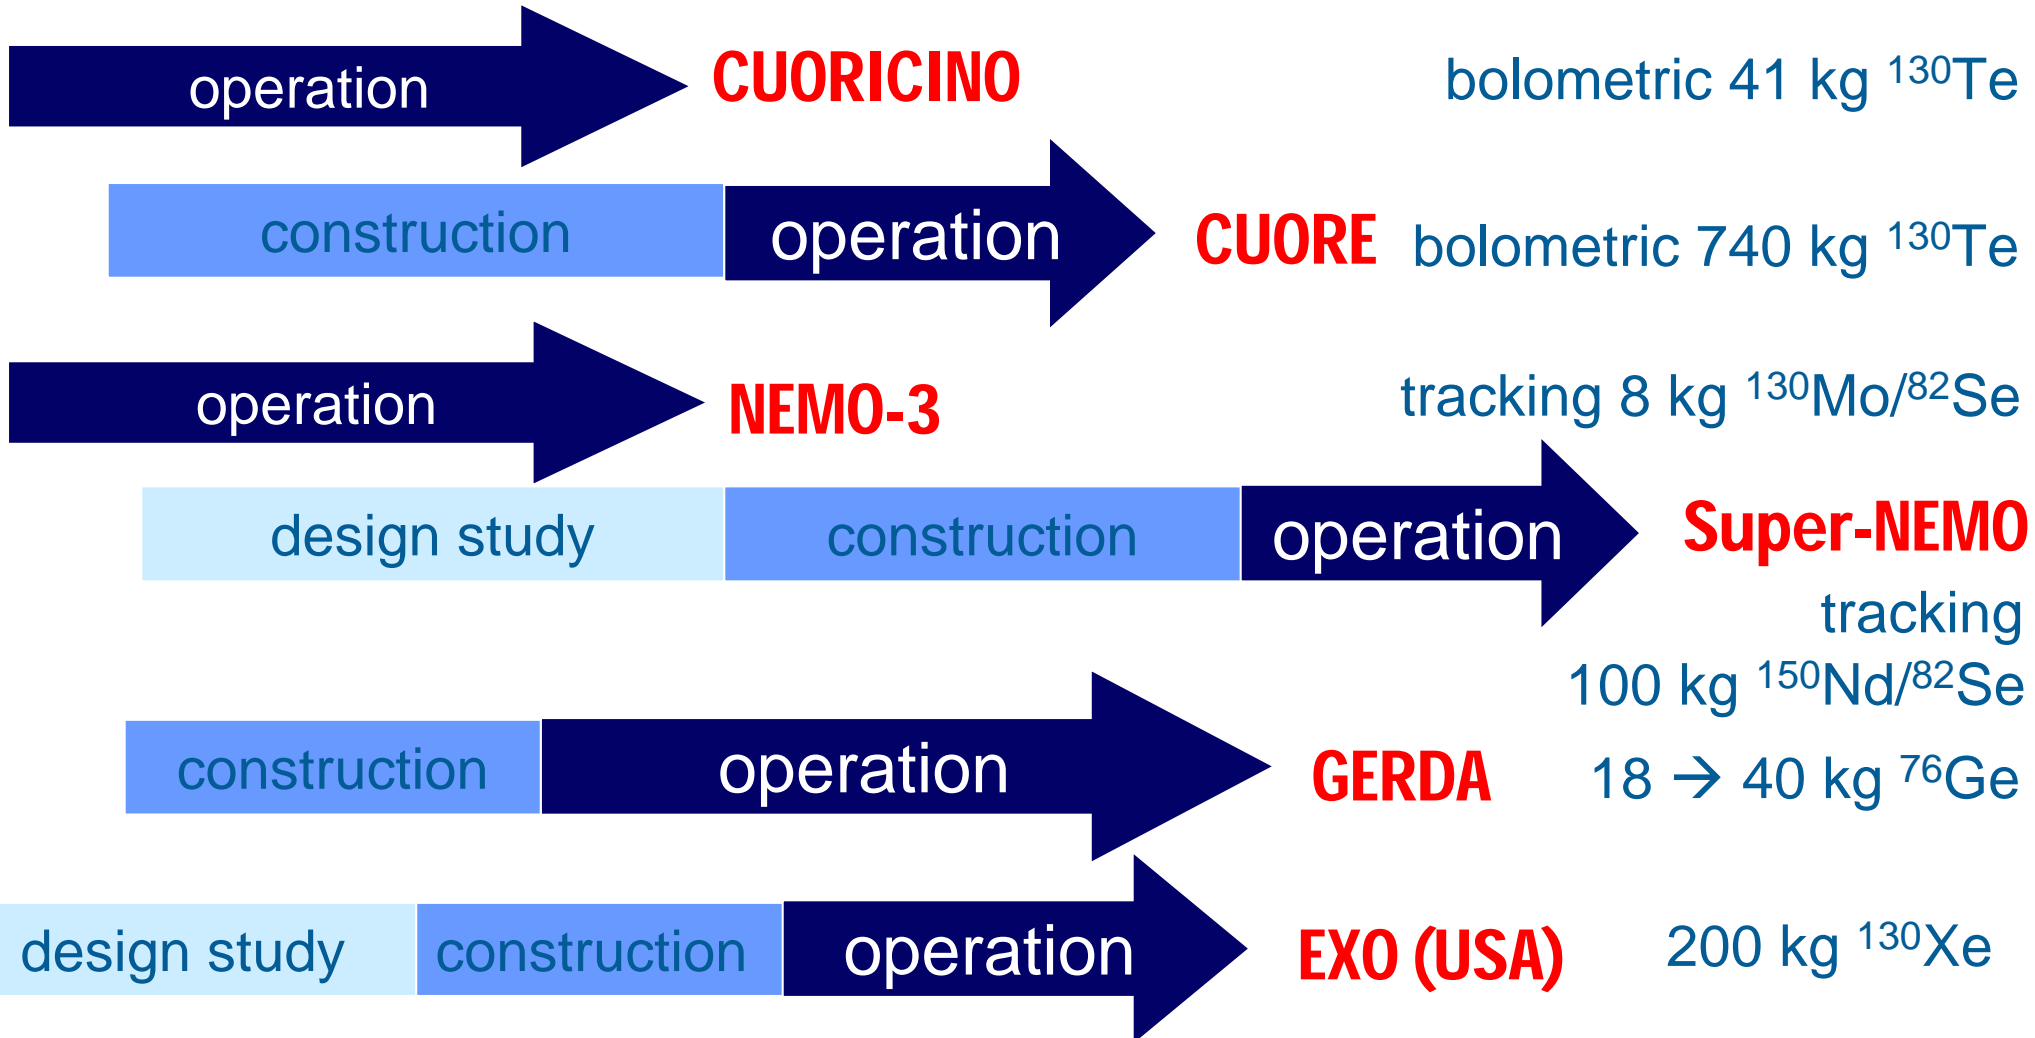 operation CUORICINO bolometric 41 kg ¹³⁰Te
construction operation CUORE bolometric 740 kg ¹³⁰Te
operation NEMO-3 tracking 8 kg ¹³⁰Mo/⁸²Se
design study construction operation Super-NEMO
tracking
100 kg ¹⁵⁰Nd/⁸²Se
construction operation GERDA 18 → 40 kg ⁷⁶Ge
design study construction operation EXO (USA) 200 kg ¹³⁰Xe